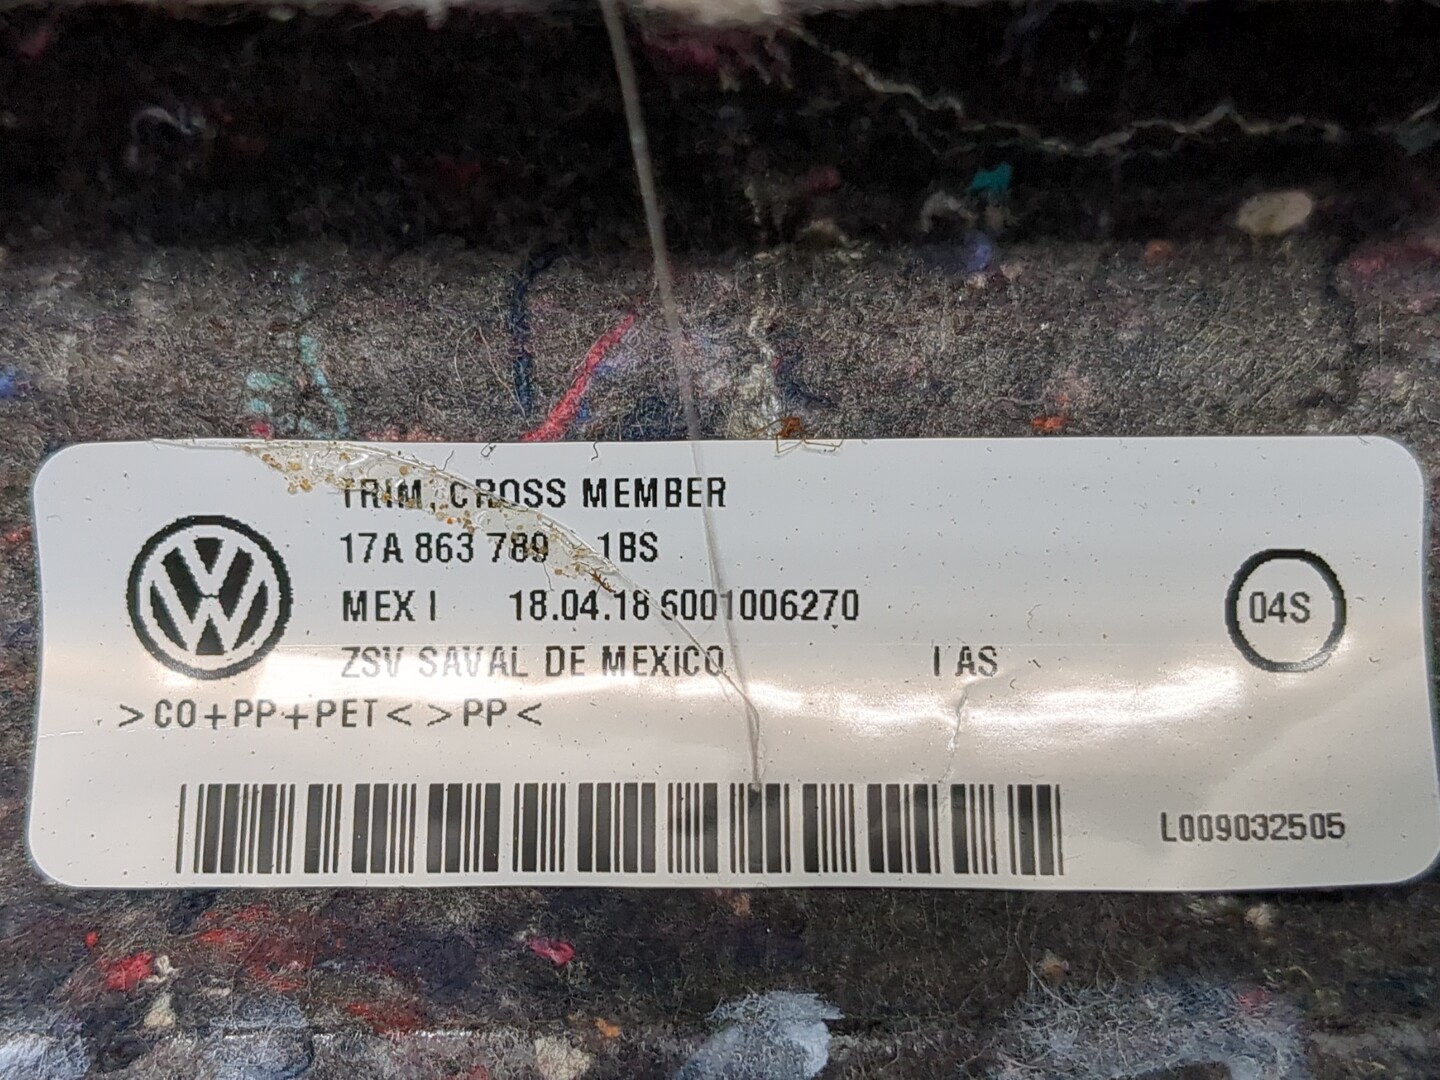 TRIM, CROSS MEMBER
17A 863 789 1BS
MEX I 18.04.18 6001006270
04S
ZSV SAVAL DE MEXICO I AS
>CO+PP+PET< >PP<
L009032505